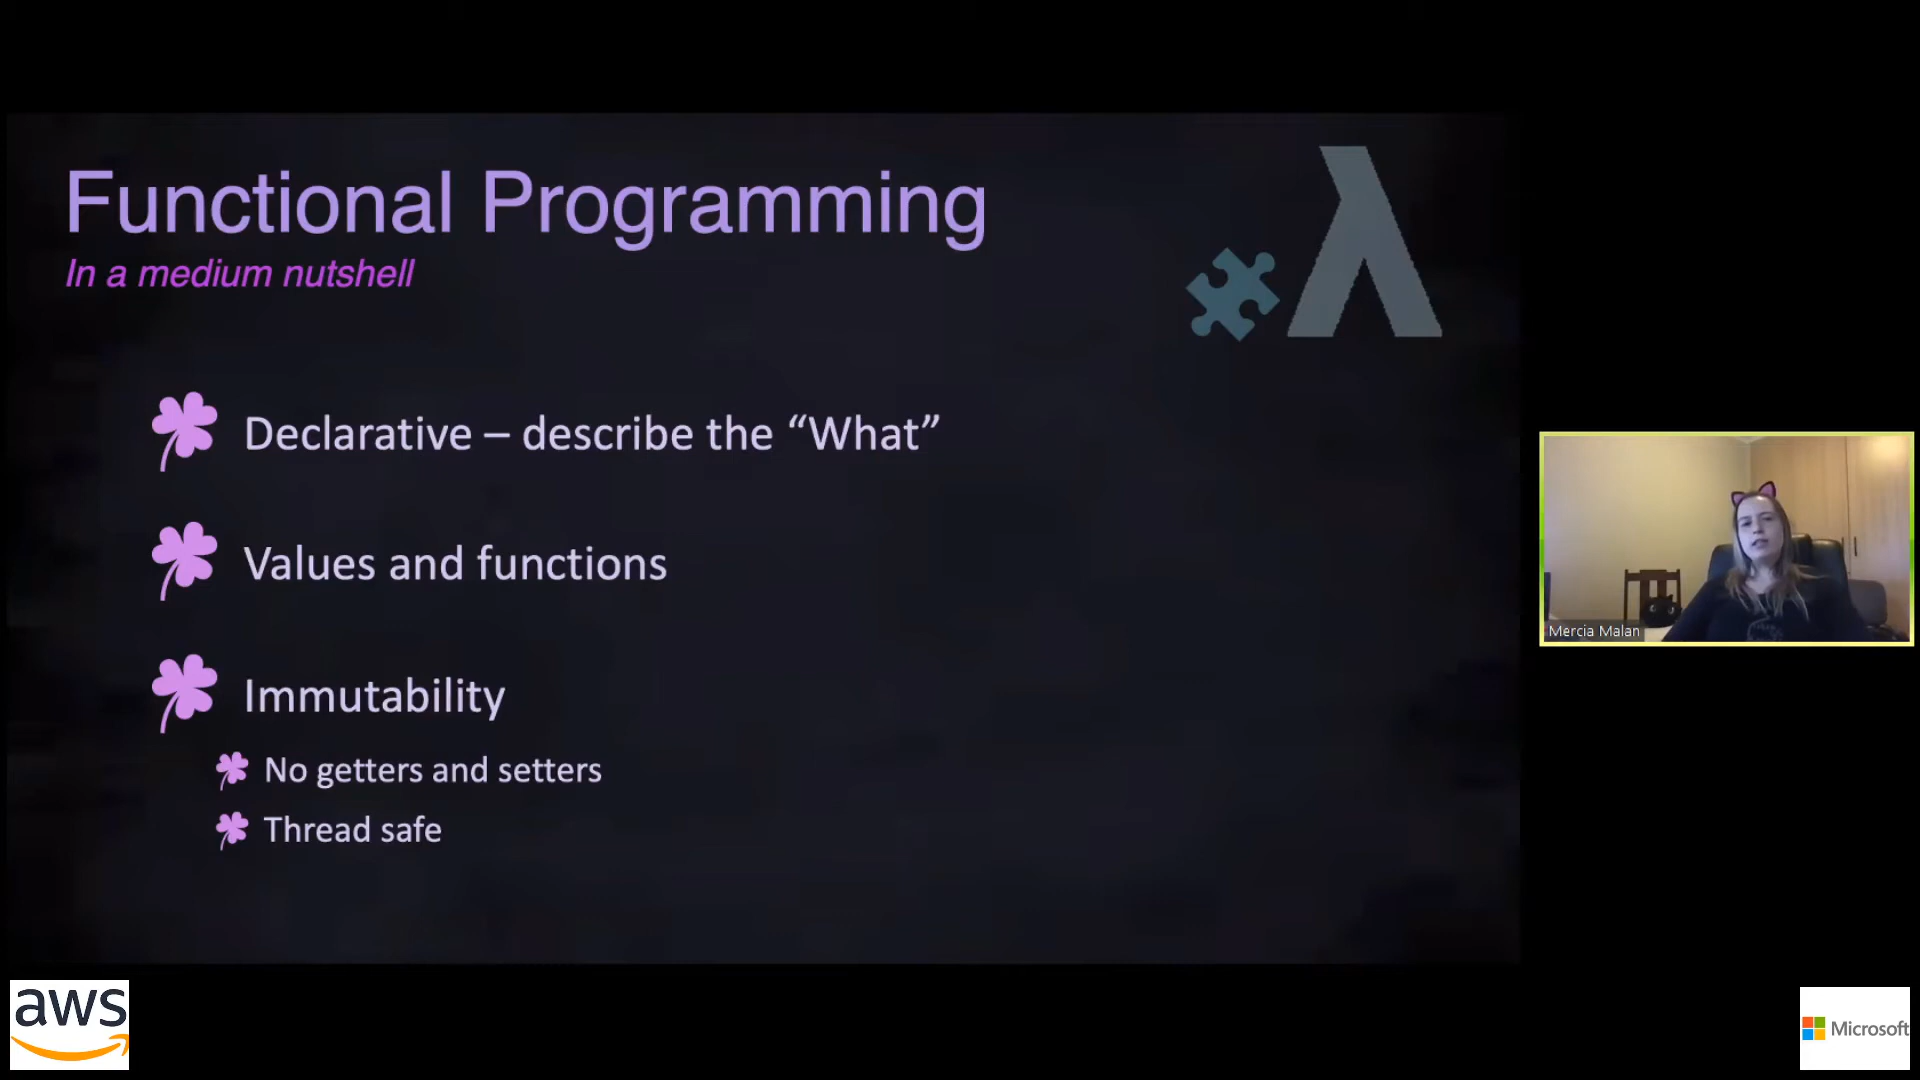 Functional Programming
In a medium nutshell
Declarative – describe the “What”
Values and functions
Immutability
No getters and setters
Thread safe
Mercia Malan
aws
Microsoft